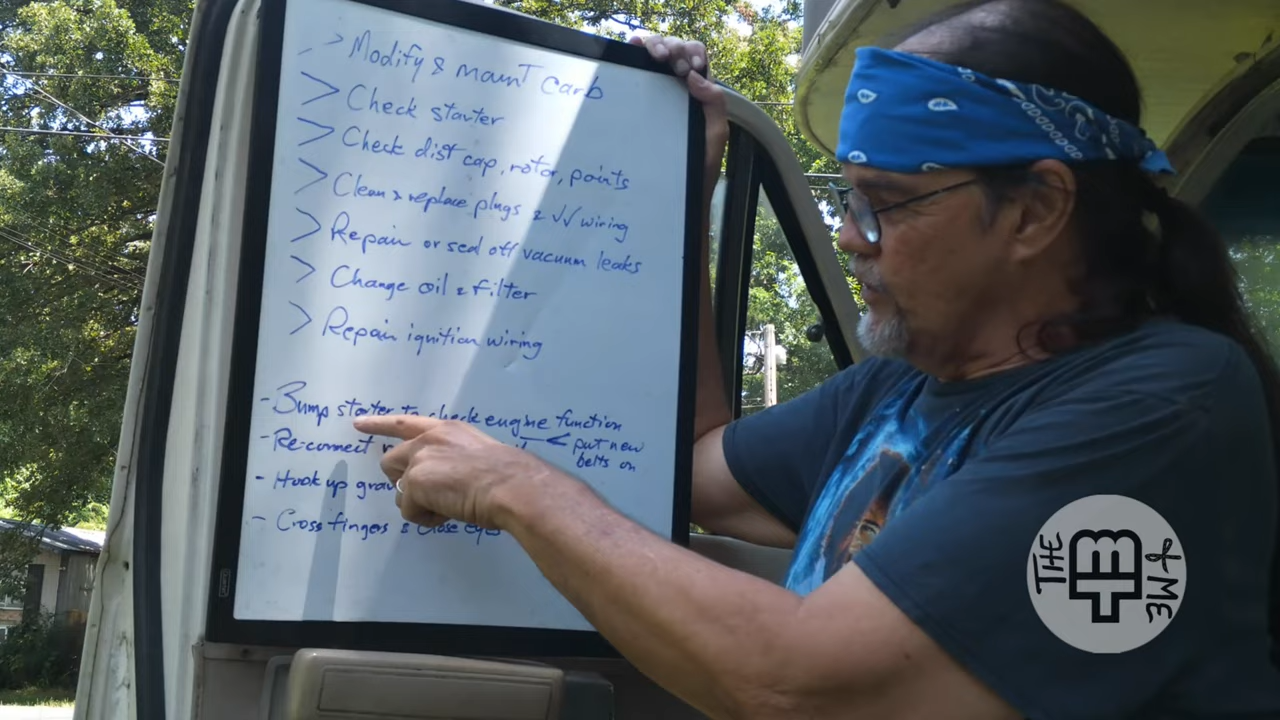 > Modify & maint carb
> Check starter
> Check dist cap, rotor, points
> Clean & replace plugs & √√ wiring
> Repair or seal off vacuum leaks
> Change oil & filter
> Repair ignition wiring
- Bump starter to check engine function
- Re-connect
put new
belts on
- Hook up
- Cross fingers & close eyes
THE
& ME